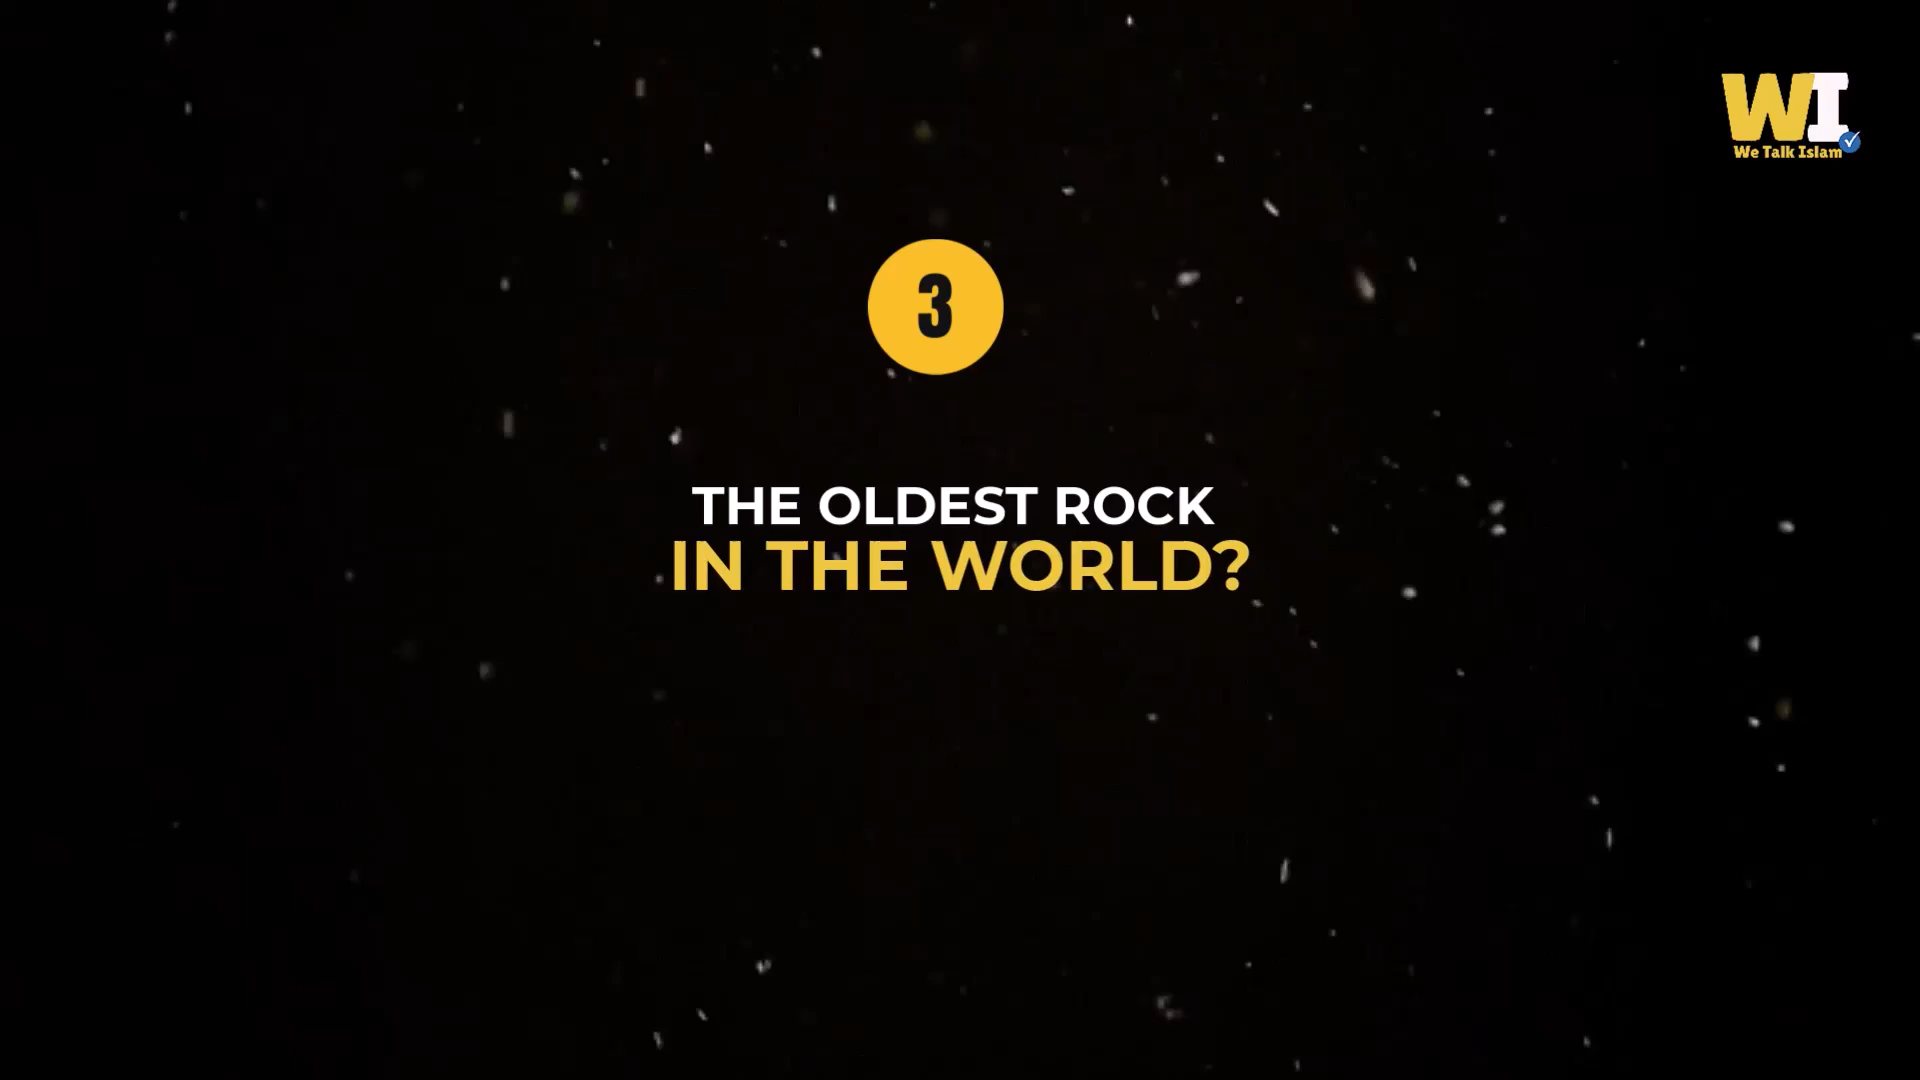 WI
We Talk Islam
3
THE OLDEST ROCK
IN THE WORLD?